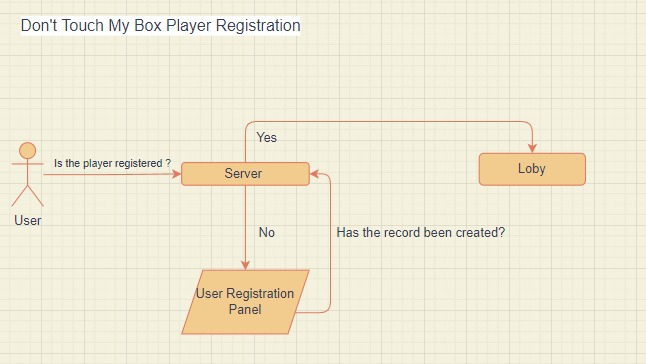 Don't Touch My Box Player Registration
Yes
Is the player registered ?
Server
Loby
User
No
Has the record been created?
User Registration
Panel